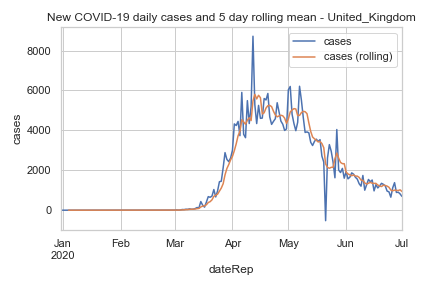 New COVID-19 daily cases and 5 day rolling mean - United_Kingdom
cases
cases (rolling)
8000
6000
4000
2000
0
cases
Jan Feb Mar Apr May Jun Jul
2020
dateRep